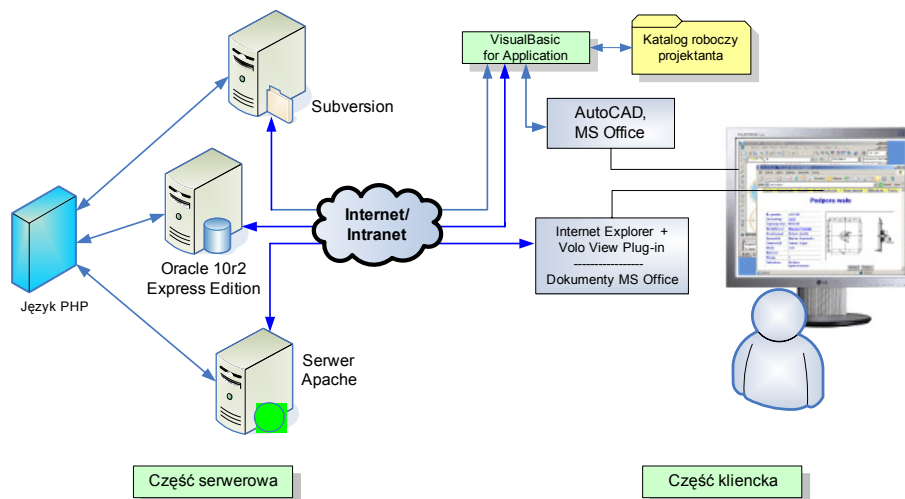 VisualBasic
for Application
Katalog roboczy
projektanta
Subversion
AutoCAD,
MS Office
Internet/
Intranet
Internet Explorer +
Volo View Plug-in
-----------------
Dokumenty MS Office
Oracle 10r2
Express Edition
Język PHP
Podpora wału
Serwer
Apache
Część serwerowa
Część kliencka